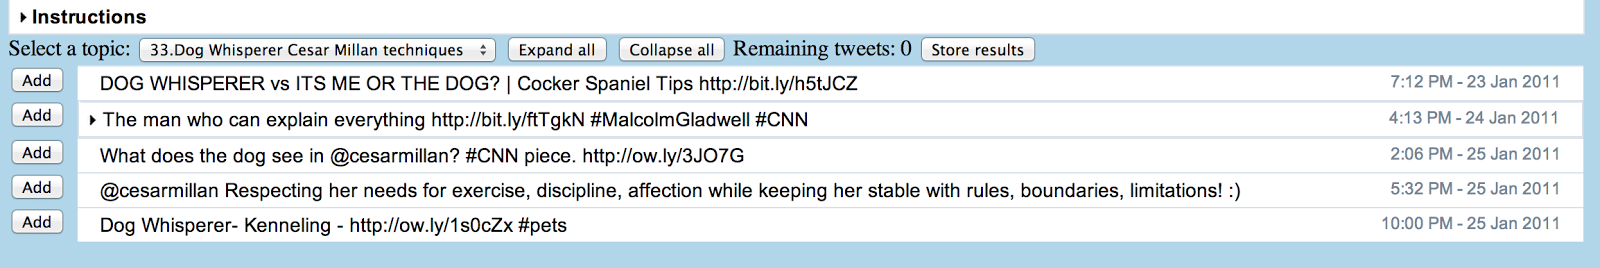 Instructions
Select a topic: 33.Dog Whisperer Cesar Millan techniques Expand all Collapse all Remaining tweets: 0 Store results
Add DOG WHISPERER vs ITS ME OR THE DOG? | Cocker Spaniel Tips http://bit.ly/h5tJCZ 7:12 PM - 23 Jan 2011
Add The man who can explain everything http://bit.ly/ftTgkN #MalcolmGladwell #CNN 4:13 PM - 24 Jan 2011
Add What does the dog see in @cesarmillan? #CNN piece. http://ow.ly/3JO7G 2:06 PM - 25 Jan 2011
Add @cesarmillan Respecting her needs for exercise, discipline, affection while keeping her stable with rules, boundaries, limitations! :) 5:32 PM - 25 Jan 2011
Add Dog Whisperer- Kenneling - http://ow.ly/1s0cZx #pets 10:00 PM - 25 Jan 2011